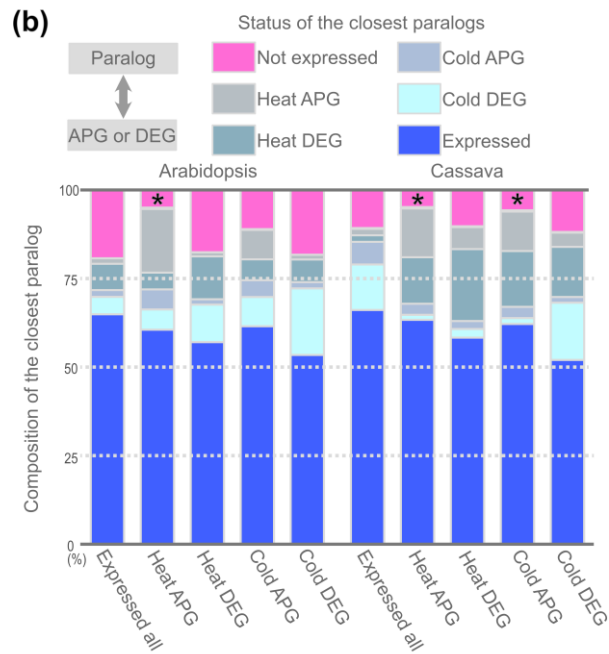 (b)
Status of the closest paralogs
Paralog
APG or DEG
Not expressed
Cold APG
Heat APG
Cold DEG
Heat DEG
Expressed
Arabidopsis
Cassava
Composition of the closest paralog
100
75
50
25
0
(%)
*
*
*
Expressed all
Heat APG
Heat DEG
Cold APG
Cold DEG
Expressed all
Heat APG
Heat DEG
Cold APG
Cold DEG